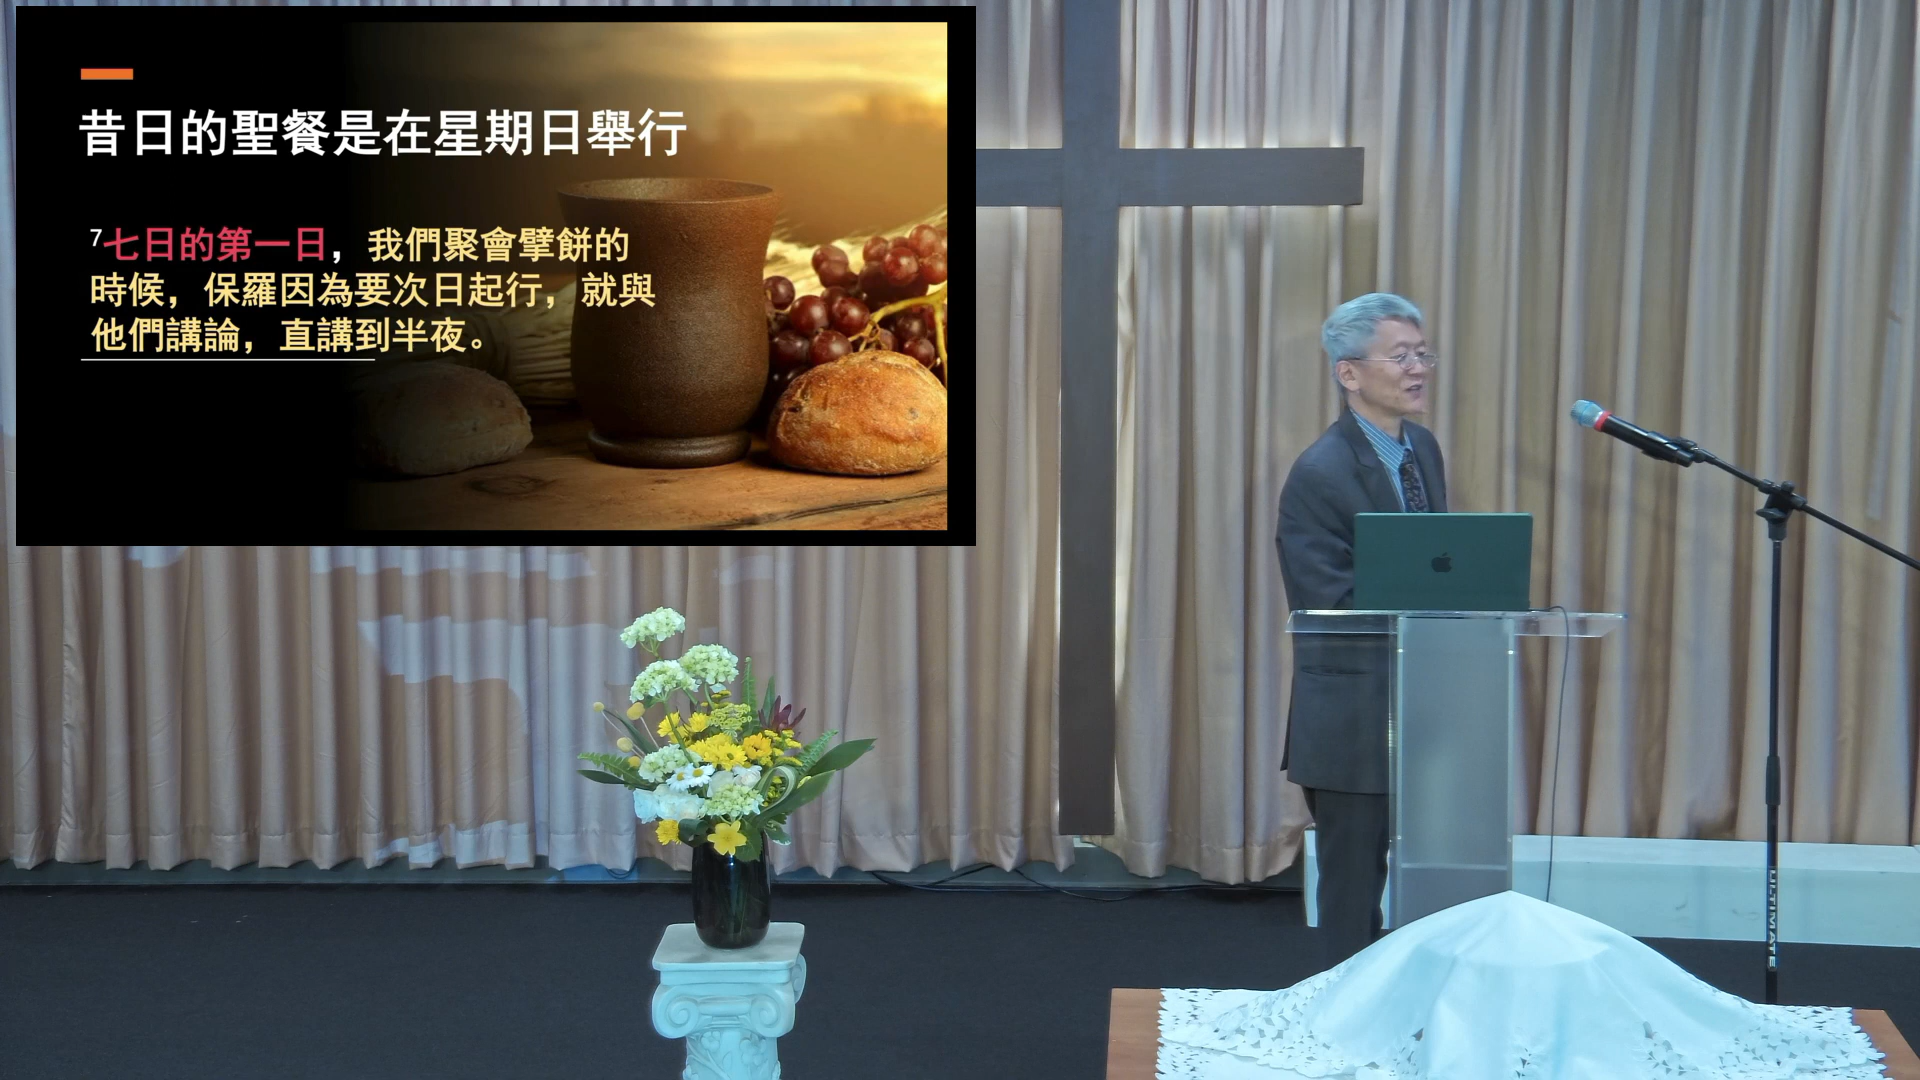 昔日的聖餐是在星期日舉行
7七日的第一日，我們聚會擘餅的
時候，保羅因為要次日起行，就與
他們講論，直講到半夜。
ULTIMATE